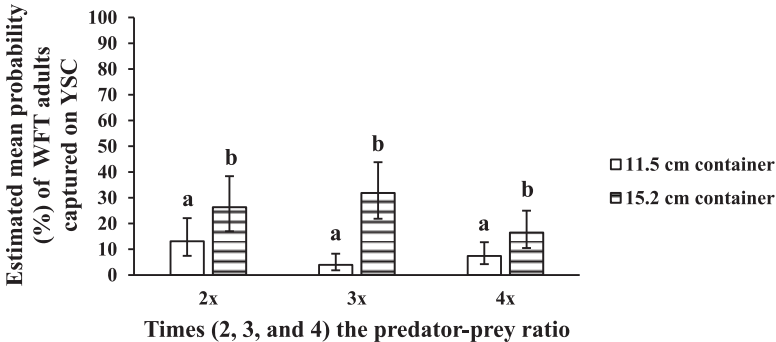 Estimated mean probability
(%) of WFT adults
captured on YSC
100
90
80
70
60
50
40
30
20
10
0
a
b
a
b
a
b
2x
3x
4x
Times (2, 3, and 4) the predator-prey ratio
11.5 cm container
15.2 cm container